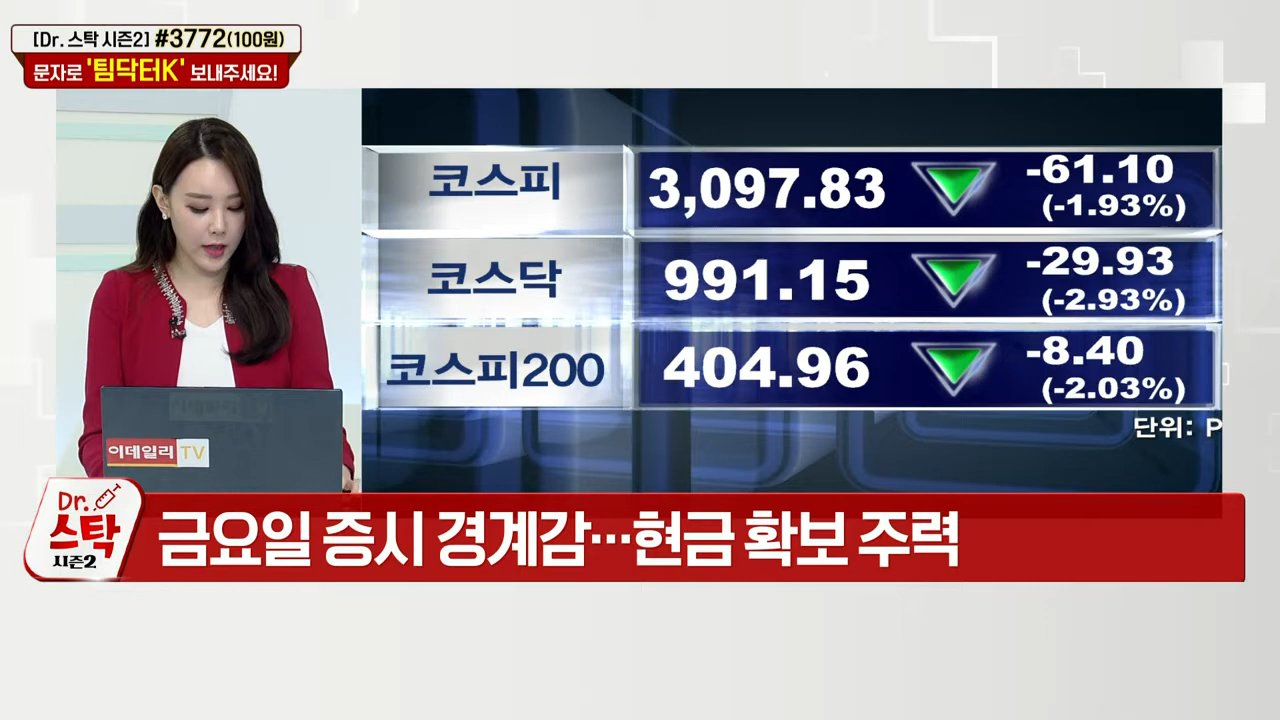 [Dr. 스탁 시즌2] #3772(100원)
문자로 '팀닥터K' 보내주세요!
코스피 3,097.83 -61.10
(-1.93%)
코스닥 991.15 -29.93
(-2.93%)
코스피200 404.96 -8.40
(-2.03%)
단위: P
이데일리TV
Dr.
스탁
시즌2
금요일 증시 경계감…현금 확보 주력